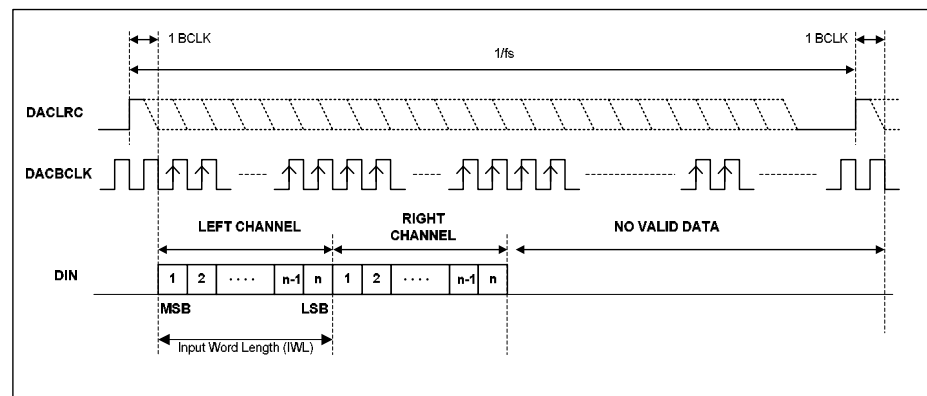 1 BCLK
1 BCLK
1/fs
DACLRC
DACBCLK
LEFT CHANNEL
RIGHT
CHANNEL
NO VALID DATA
DIN
1 2 ···· n-1 n 1 2 ···· n-1 n
MSB
LSB
Input Word Length (IWL)